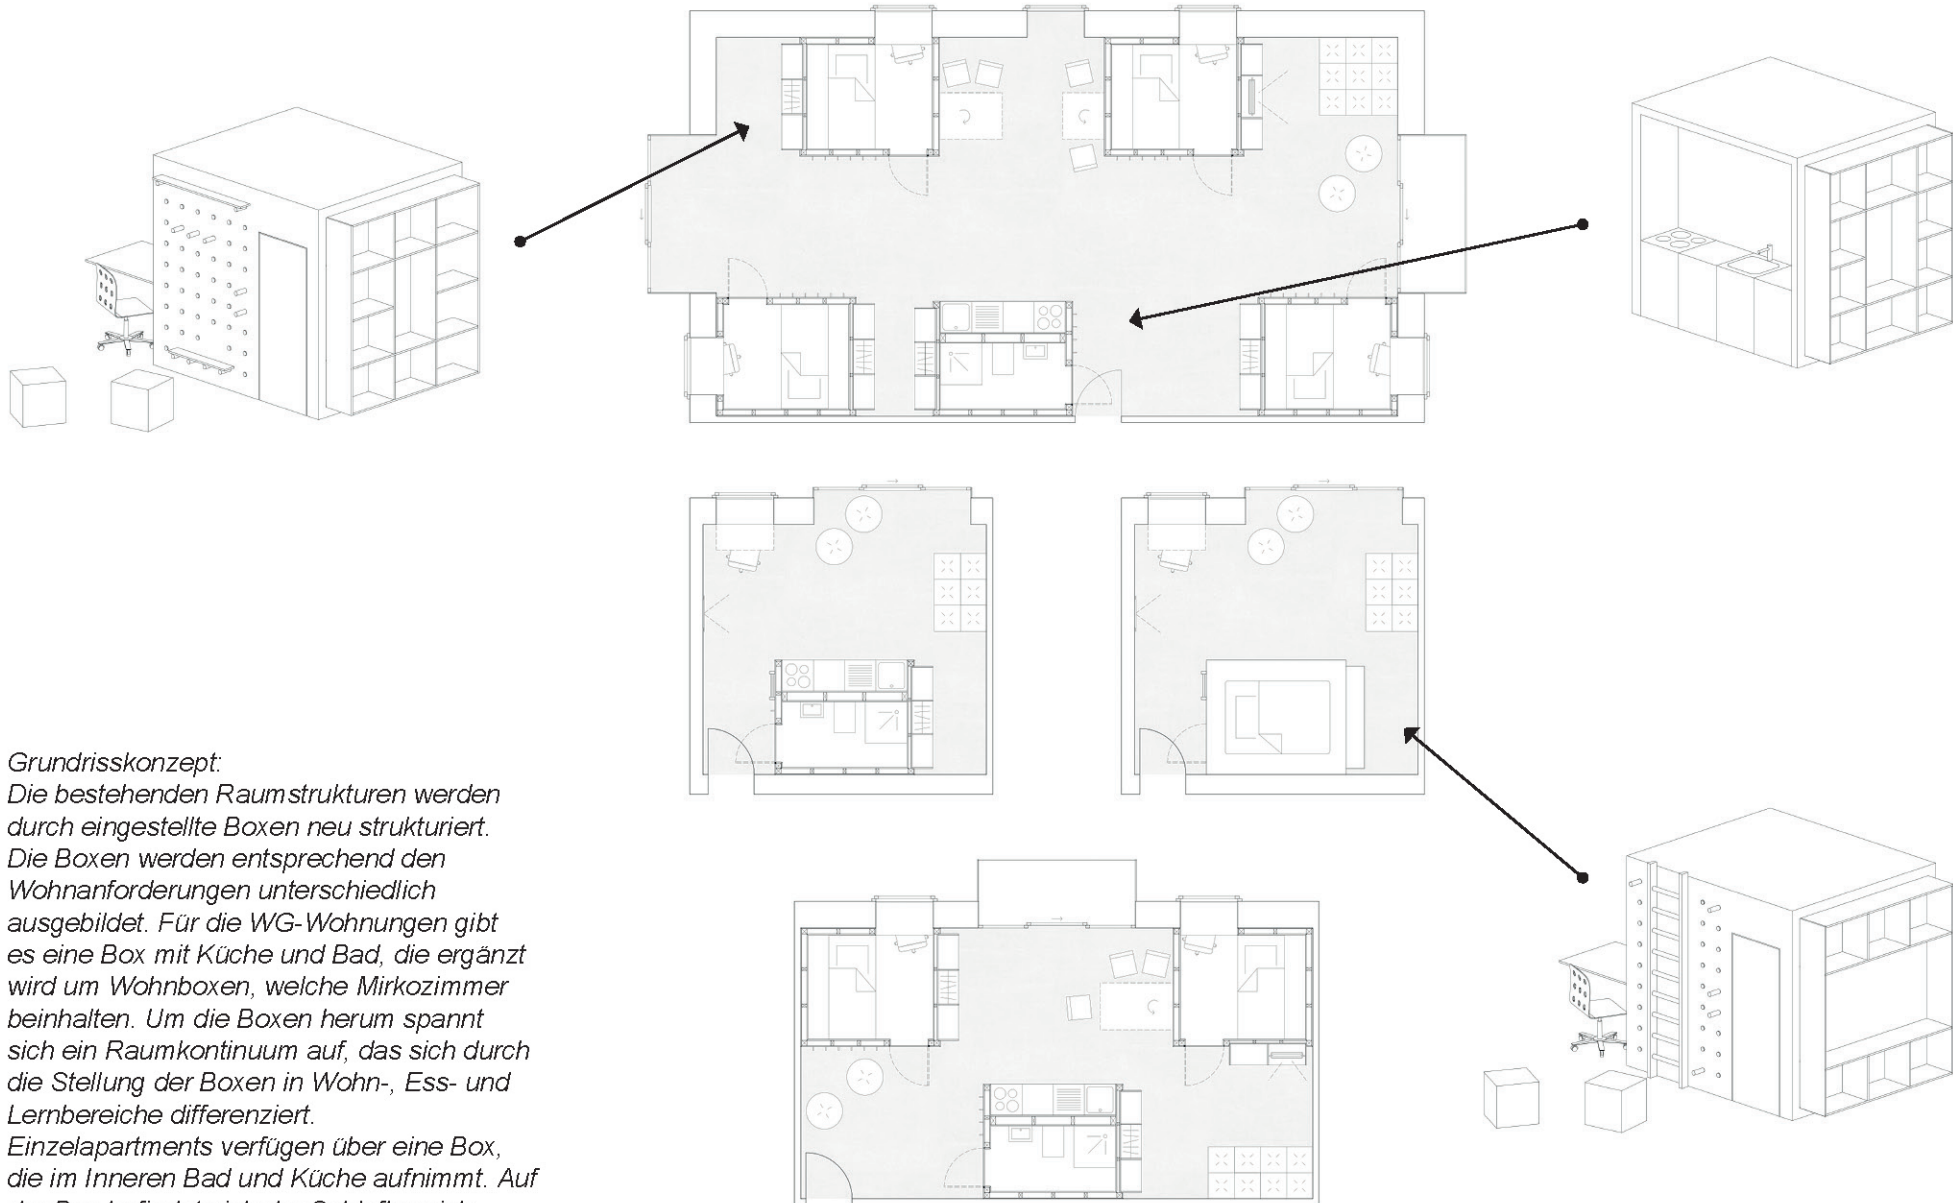 Grundrisskonzept:
Die bestehenden Raumstrukturen werden
durch eingestellte Boxen neu strukturiert.
Die Boxen werden entsprechend den
Wohnanforderungen unterschiedlich
ausgebildet. Für die WG-Wohnungen gibt
es eine Box mit Küche und Bad, die ergänzt
wird um Wohnboxen, welche Mirkozimmer
beinhalten. Um die Boxen herum spannt
sich ein Raumkontinuum auf, das sich durch
die Stellung der Boxen in Wohn-, Ess- und
Lernbereiche differenziert.
Einzelapartments verfügen über eine Box,
die im Inneren Bad und Küche aufnimmt. Auf